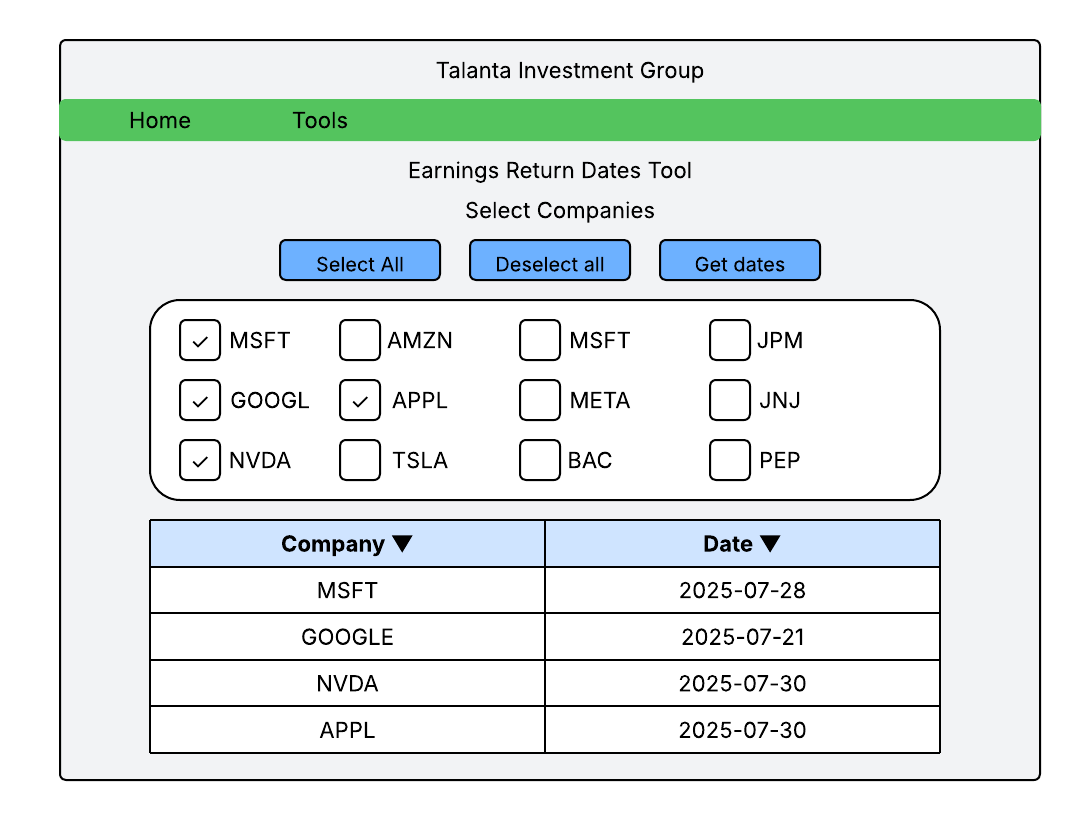 Talanta Investment Group
Home Tools
Earnings Return Dates Tool
Select Companies
Select All Deselect all Get dates
MSFT AMZN MSFT JPM
GOOGL APPL META JNJ
NVDA TSLA BAC PEP
Company ▼ Date ▼
MSFT 2025-07-28
GOOGLE 2025-07-21
NVDA 2025-07-30
APPL 2025-07-30